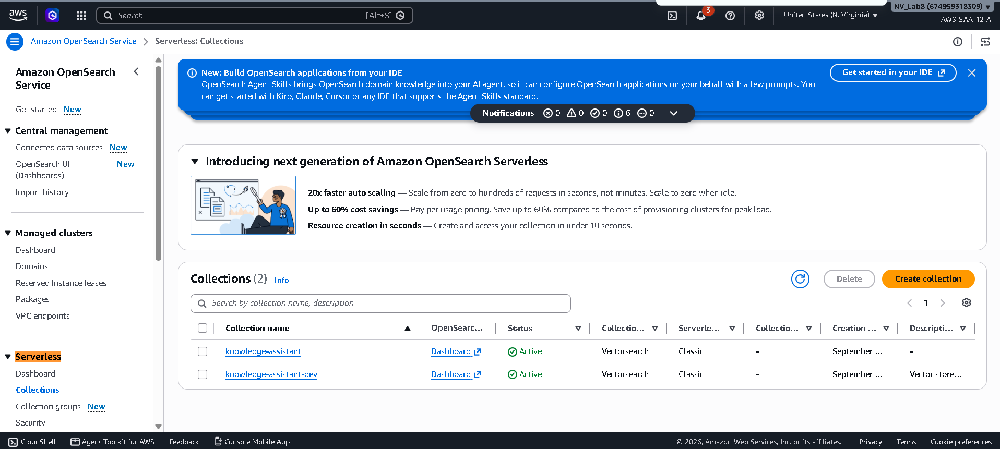 aws
Search
[Alt+S]
3
United States (N. Virginia)
NV_Lab8 (674959318309)
AWS-SAA-12-A
Amazon OpenSearch Service
Serverless: Collections
Amazon OpenSearch
Service
Get started New
Central management
Connected data sources New
OpenSearch UI
(Dashboards) New
Import history
Managed clusters
Dashboard
Domains
Reserved Instance leases
Packages
VPC endpoints
Serverless
Dashboard
Collections
Collection groups New
Security
New: Build OpenSearch applications from your IDE
OpenSearch Agent Skills brings OpenSearch domain knowledge into your AI agent, so it can configure OpenSearch applications on your behalf with a few prompts. You
can get started with Kiro, Claude, Cursor or any IDE that supports the Agent Skills standard.
Get started in your IDE
Notifications 0 0 0 6 0
Introducing next generation of Amazon OpenSearch Serverless
20x faster auto scaling — Scale from zero to hundreds of requests in seconds, not minutes. Scale to zero when idle.
Up to 60% cost savings — Pay per usage pricing. Save up to 60% compared to the cost of provisioning clusters for peak load.
Resource creation in seconds — Create and access your collection in under 10 seconds.
Collections (2) Info
Delete
Create collection
Search by collection name, description
1
Collection name OpenSearc... Status Collectio... Serverle... Collectio... Creation ... Descripti...
knowledge-assistant Dashboard Active Vectorsearch Classic - September ... -
knowledge-assistant-dev Dashboard Active Vectorsearch Classic - September ... Vector store...
CloudShell Agent Toolkit for AWS Feedback Console Mobile App © 2026, Amazon Web Services, Inc. or its affiliates. Privacy Terms Cookie preferences